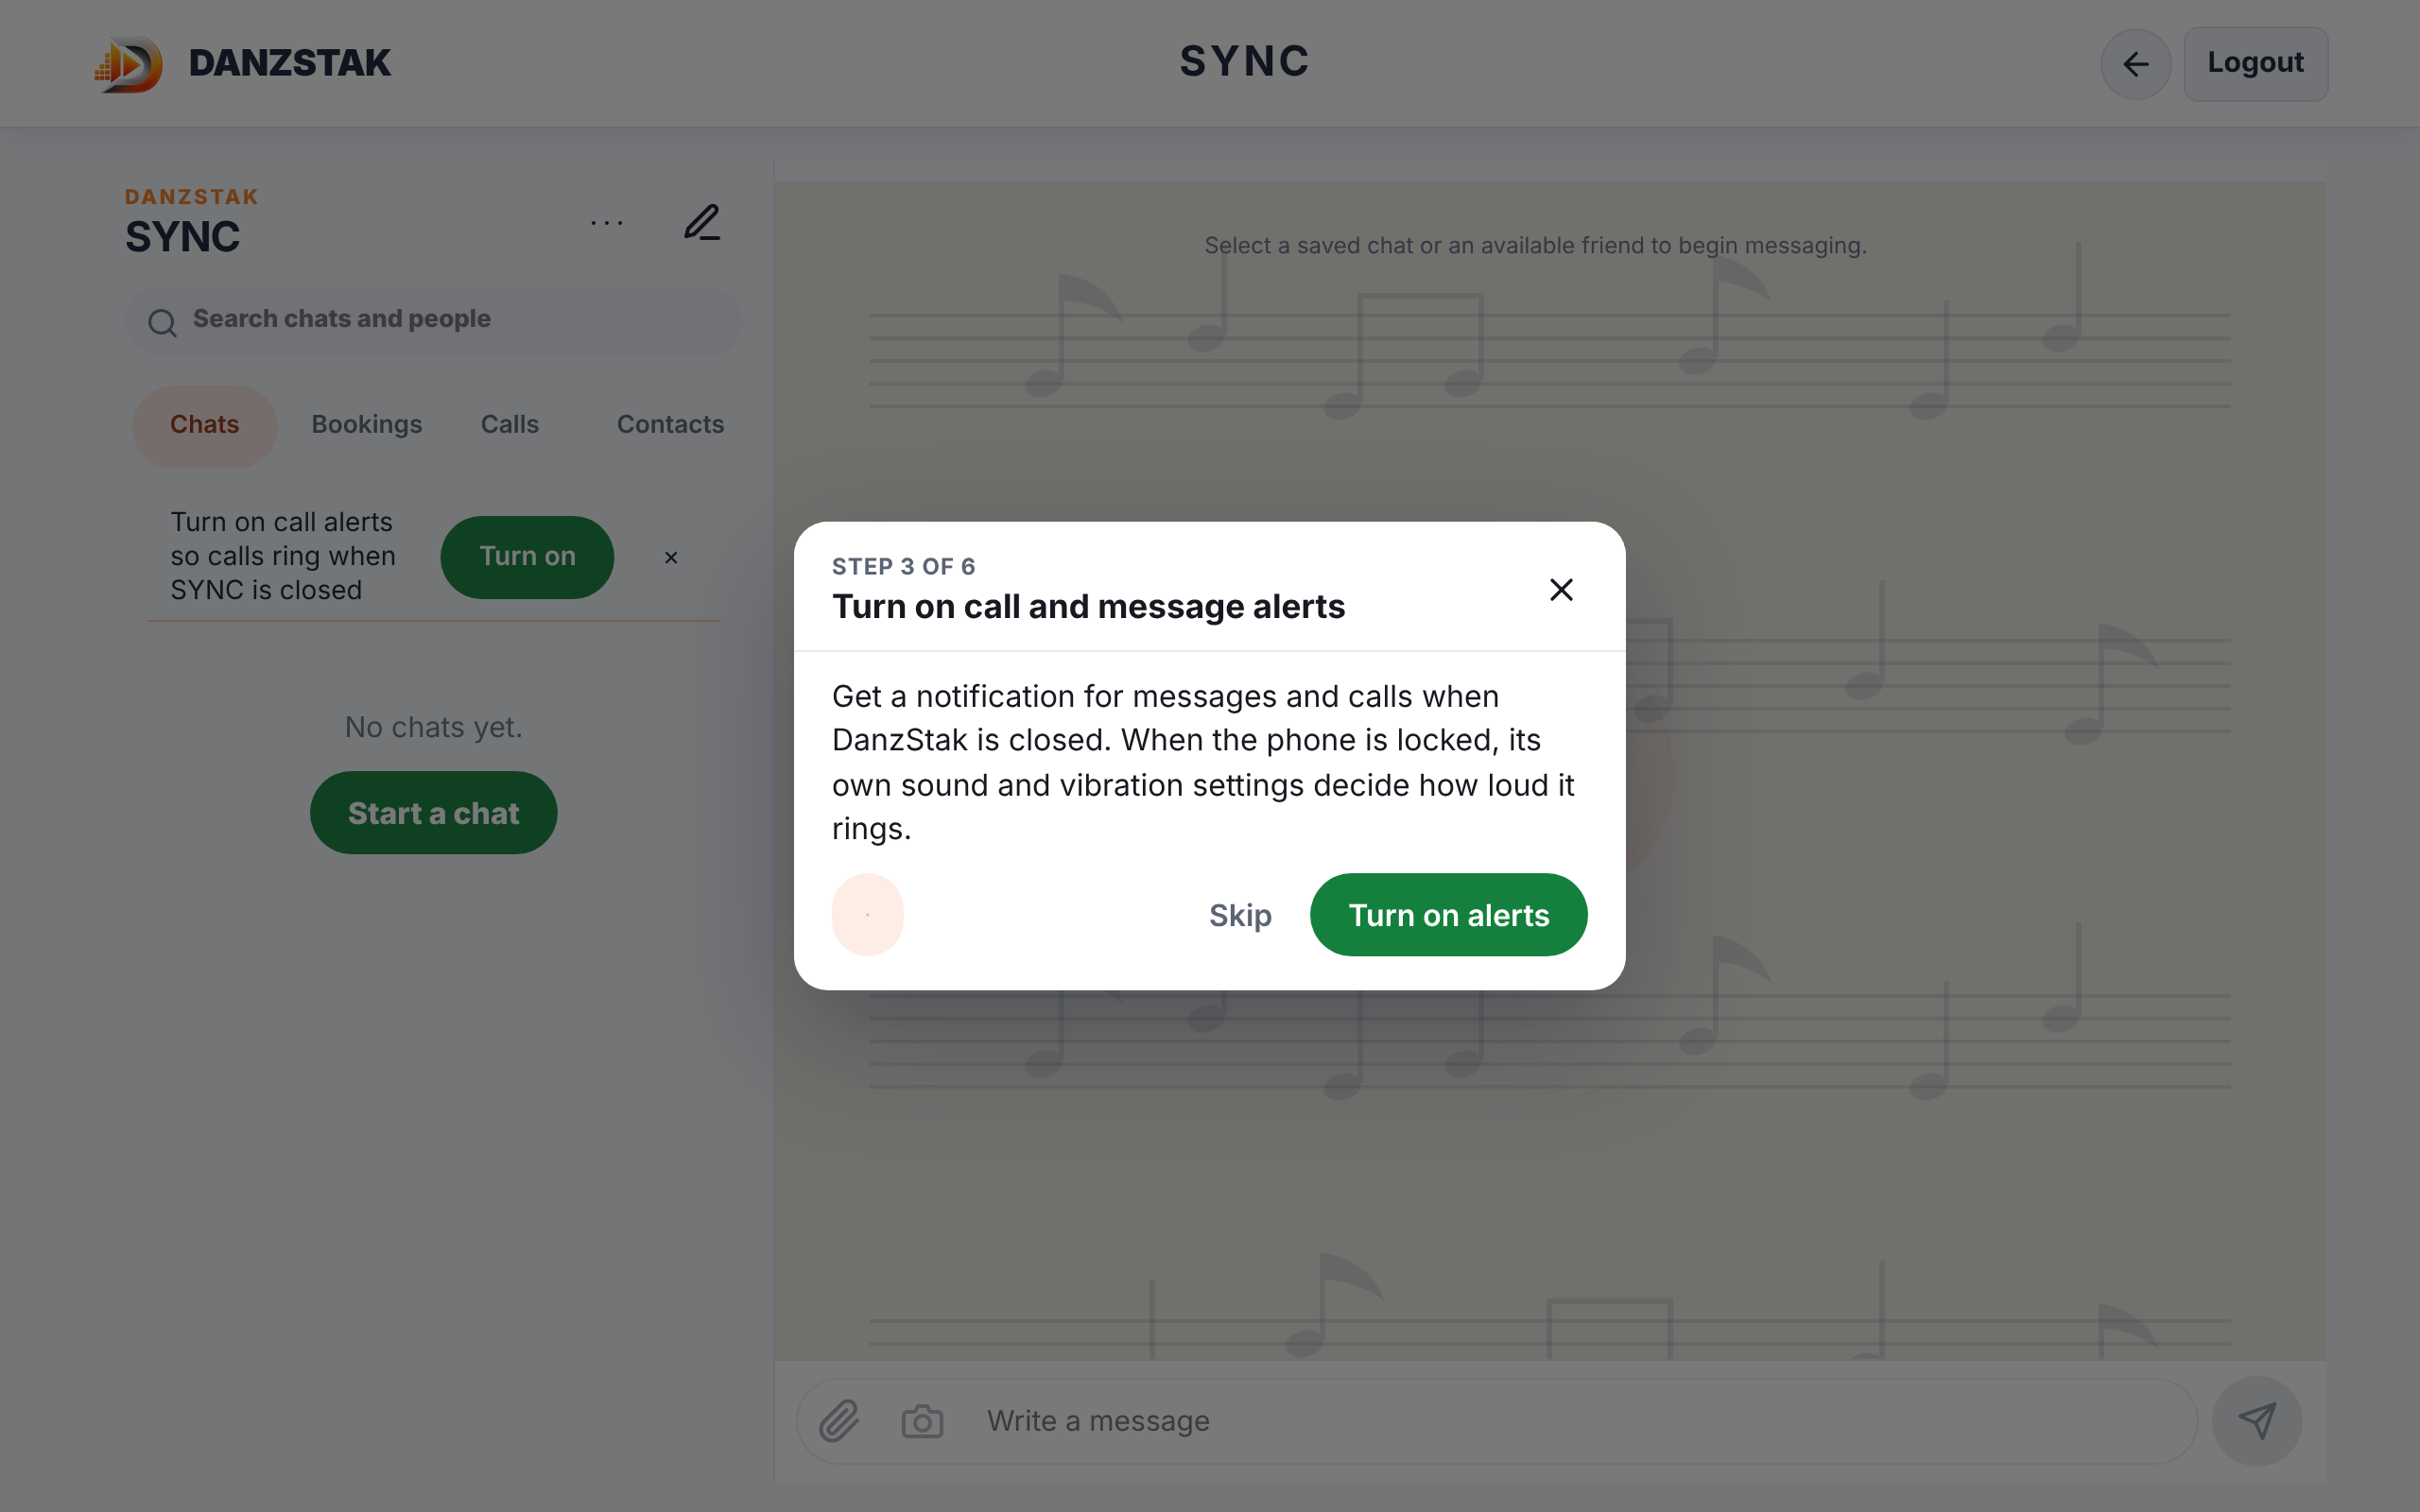 DANZSTAK
SYNC
Logout
DANZSTAK
SYNC
Search chats and people
Chats
Bookings
Calls
Contacts
Turn on call alerts
so calls ring when
SYNC is closed
Turn on
No chats yet.
Start a chat
Select a saved chat or an available friend to begin messaging.
STEP 3 OF 6
Turn on call and message alerts
Get a notification for messages and calls when
DanzStak is closed. When the phone is locked, its
own sound and vibration settings decide how loud it
rings.
Skip
Turn on alerts
Write a message